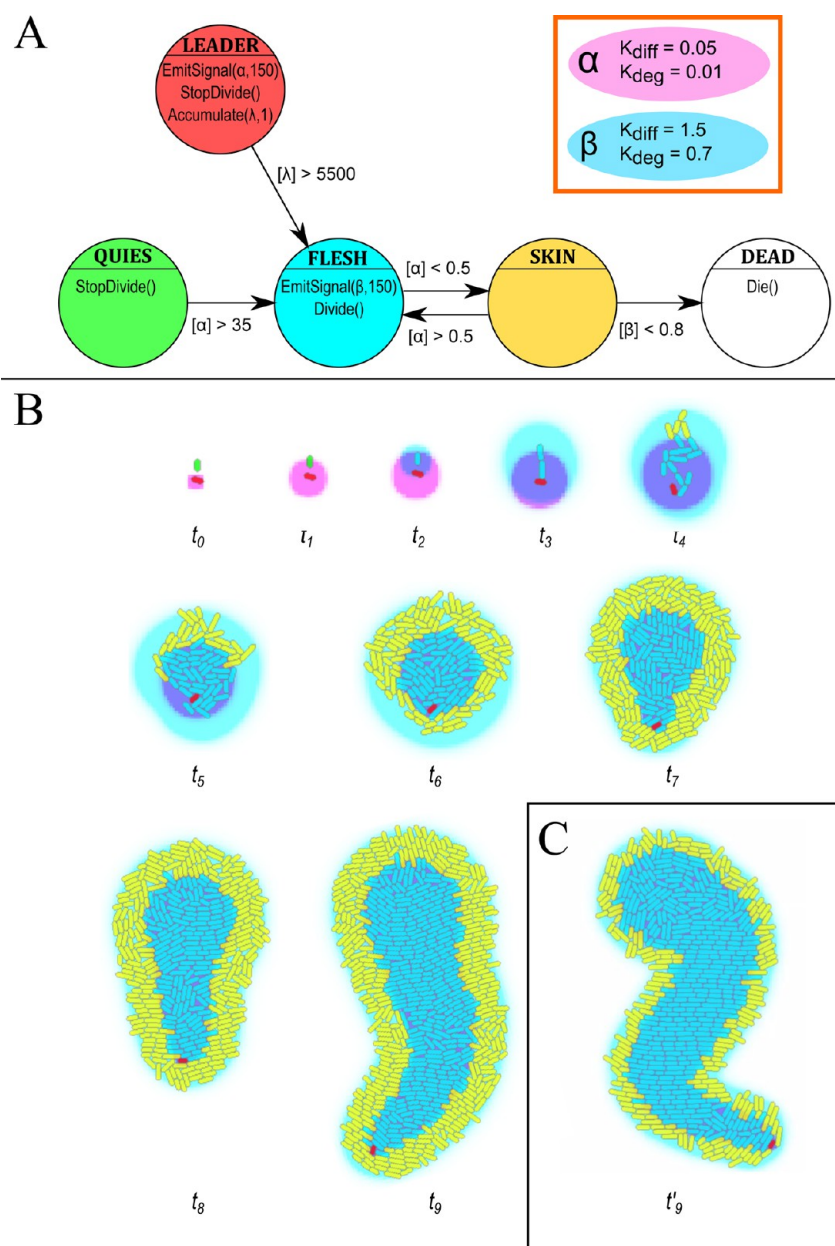 A
LEADER
EmitSignal(α,150)
StopDivide()
Accumulate(λ,1)
α
Kdiff = 0.05
Kdeg = 0.01
β
Kdiff = 1.5
Kdeg = 0.7
[λ] > 5500
QUIES
StopDivide()
[α] > 35
FLESH
EmitSignal(β,150)
Divide()
[α] < 0.5
[α] > 0.5
SKIN
[β] < 0.8
DEAD
Die()
B
t0
ι1
t2
t3
ι4
t5
t6
t7
t8
t9
C
t'9